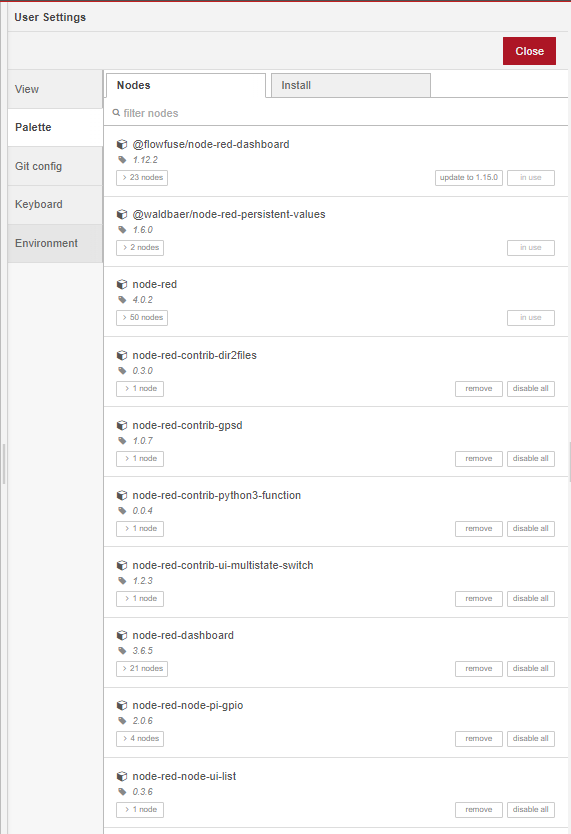 User Settings
Close
View
Palette
Git config
Keyboard
Environment
Nodes
Install
filter nodes
@flowfuse/node-red-dashboard
1.12.2
23 nodes
update to 1.15.0
in use
@waldbaer/node-red-persistent-values
1.6.0
2 nodes
in use
node-red
4.0.2
50 nodes
in use
node-red-contrib-dir2files
0.3.0
1 node
remove
disable all
node-red-contrib-gpsd
1.0.7
1 node
remove
disable all
node-red-contrib-python3-function
0.0.4
1 node
remove
disable all
node-red-contrib-ui-multistate-switch
1.2.3
1 node
remove
disable all
node-red-dashboard
3.6.5
21 nodes
remove
disable all
node-red-node-pi-gpio
2.0.6
4 nodes
remove
disable all
node-red-node-ui-list
0.3.6
1 node
remove
disable all